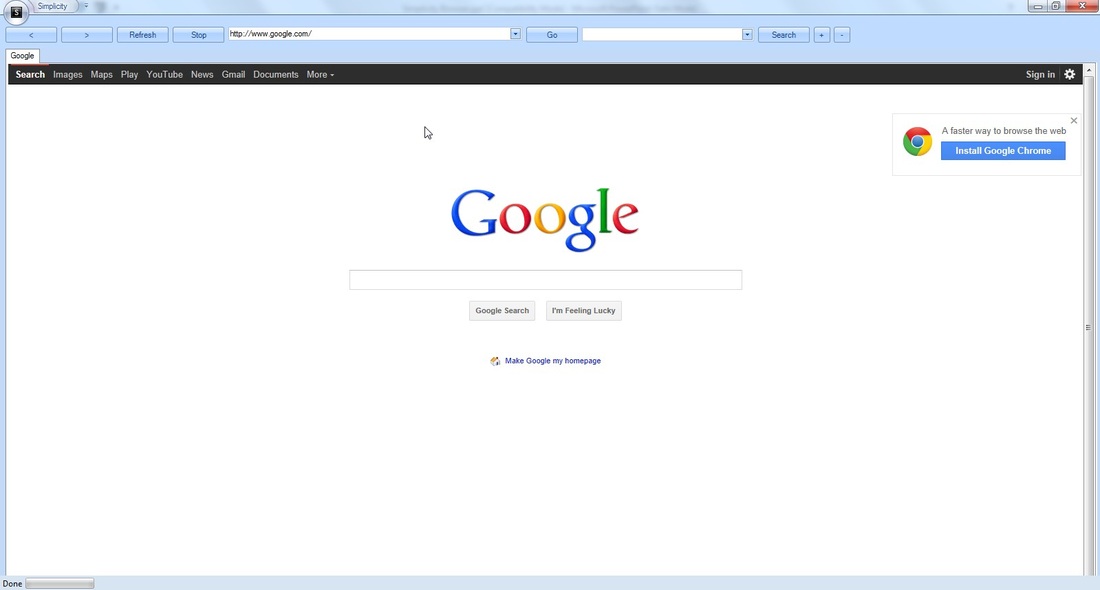 S Simplicity
< > Refresh Stop http://www.google.com/ Go Search + -
Google
Search Images Maps Play YouTube News Gmail Documents More Sign in
A faster way to browse the web
Install Google Chrome
Google
Google Search I'm Feeling Lucky
Make Google my homepage
Done